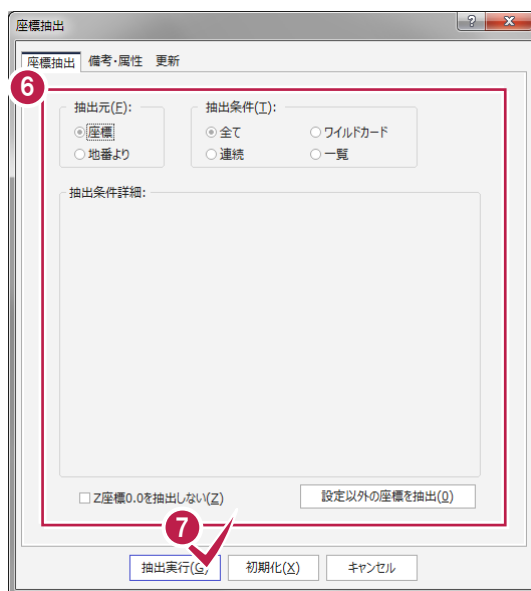 座標抽出
座標抽出 備考・属性 更新
6
抽出元(E): 抽出条件(T):
座標 全て ワイルドカード
地番より 連続 一覧
抽出条件詳細:
Z座標0.0を抽出しない(Z) 設定以外の座標を抽出(O)
7
抽出実行(G) 初期化(X) キャンセル